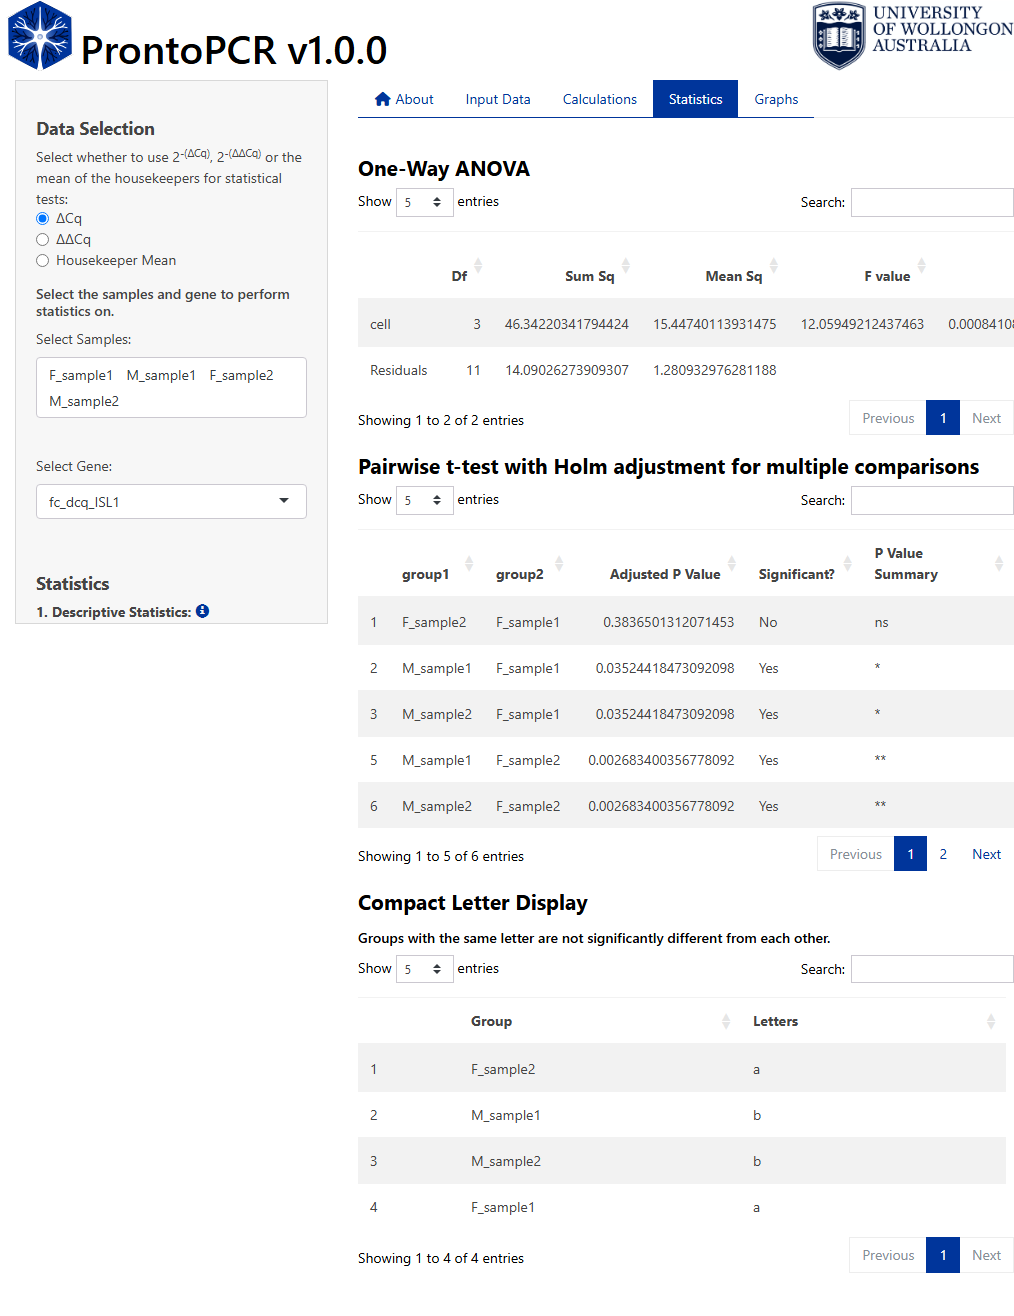 ProntoPCR v1.0.0
UNIVERSITY
OF WOLLONGONG
AUSTRALIA
About Input Data Calculations Statistics Graphs
Data Selection
Select whether to use 2-(ΔCq), 2-(ΔΔCq) or the
mean of the housekeepers for statistical
tests:
ΔCq
ΔΔCq
Housekeeper Mean
Select the samples and gene to perform
statistics on.
Select Samples:
F_sample1 M_sample1 F_sample2
M_sample2
Select Gene:
fc_dcq_ISL1
Statistics
1. Descriptive Statistics:
One-Way ANOVA
Show 5 entries Search:
Df Sum Sq Mean Sq F value
cell 3 46.34220341794424 15.44740113931475 12.05949212437463 0.00084108
Residuals 11 14.09026273909307 1.280932976281188
Showing 1 to 2 of 2 entries Previous 1 Next
Pairwise t-test with Holm adjustment for multiple comparisons
Show 5 entries Search:
group1 group2 Adjusted P Value Significant? P Value
Summary
1 F_sample2 F_sample1 0.3836501312071453 No ns
2 M_sample1 F_sample1 0.03524418473092098 Yes *
3 M_sample2 F_sample1 0.03524418473092098 Yes *
5 M_sample1 F_sample2 0.002683400356778092 Yes **
6 M_sample2 F_sample2 0.002683400356778092 Yes **
Showing 1 to 5 of 6 entries Previous 1 2 Next
Compact Letter Display
Groups with the same letter are not significantly different from each other.
Show 5 entries Search:
Group Letters
1 F_sample2 a
2 M_sample1 b
3 M_sample2 b
4 F_sample1 a
Showing 1 to 4 of 4 entries Previous 1 Next